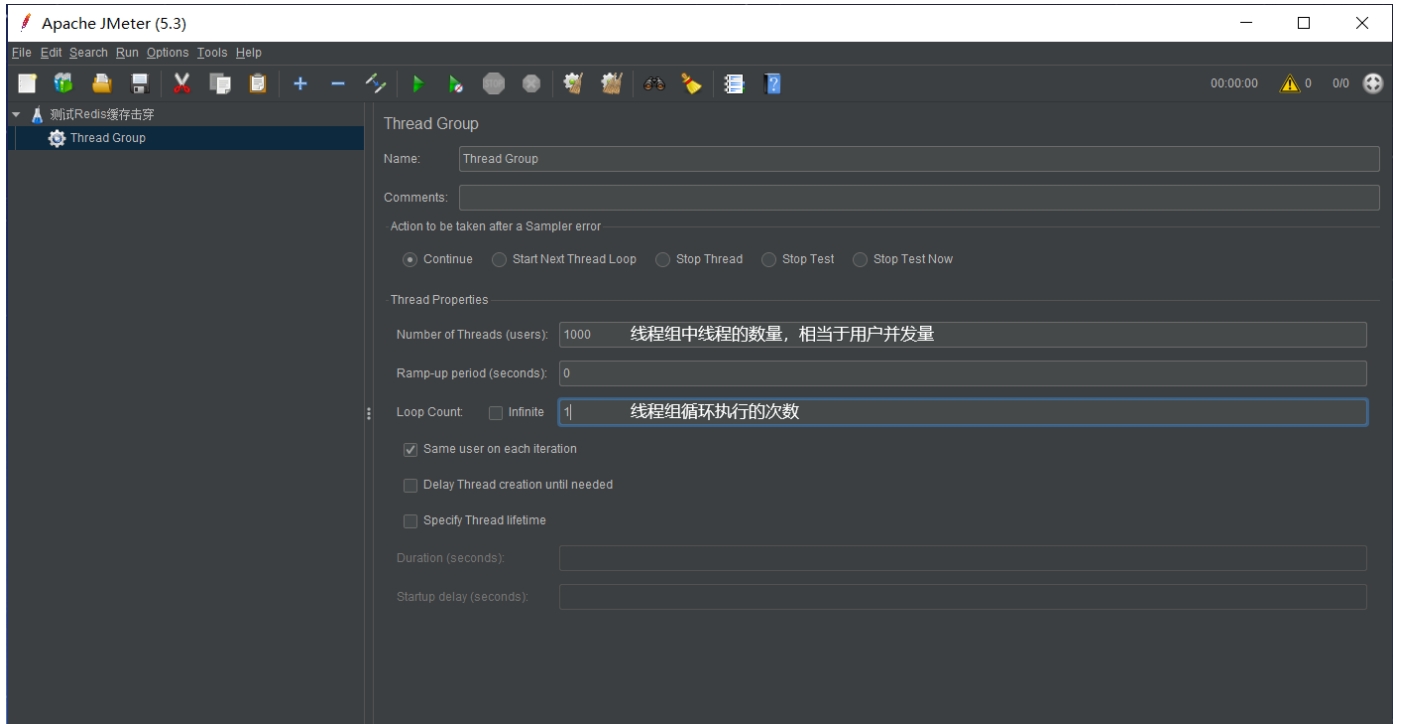 Apache JMeter (5.3)
File Edit Search Run Options Tools Help
STOP
00:00:00 0 0/0
测试Redis缓存击穿
Thread Group
Thread Group
Name: Thread Group
Comments:
Action to be taken after a Sampler error
Continue Start Next Thread Loop Stop Thread Stop Test Stop Test Now
Thread Properties
Number of Threads (users): 1000 线程组中线程的数量，相当于用户并发量
Ramp-up period (seconds): 0
Loop Count: Infinite 1 线程组循环执行的次数
Same user on each iteration
Delay Thread creation until needed
Specify Thread lifetime
Duration (seconds):
Startup delay (seconds):